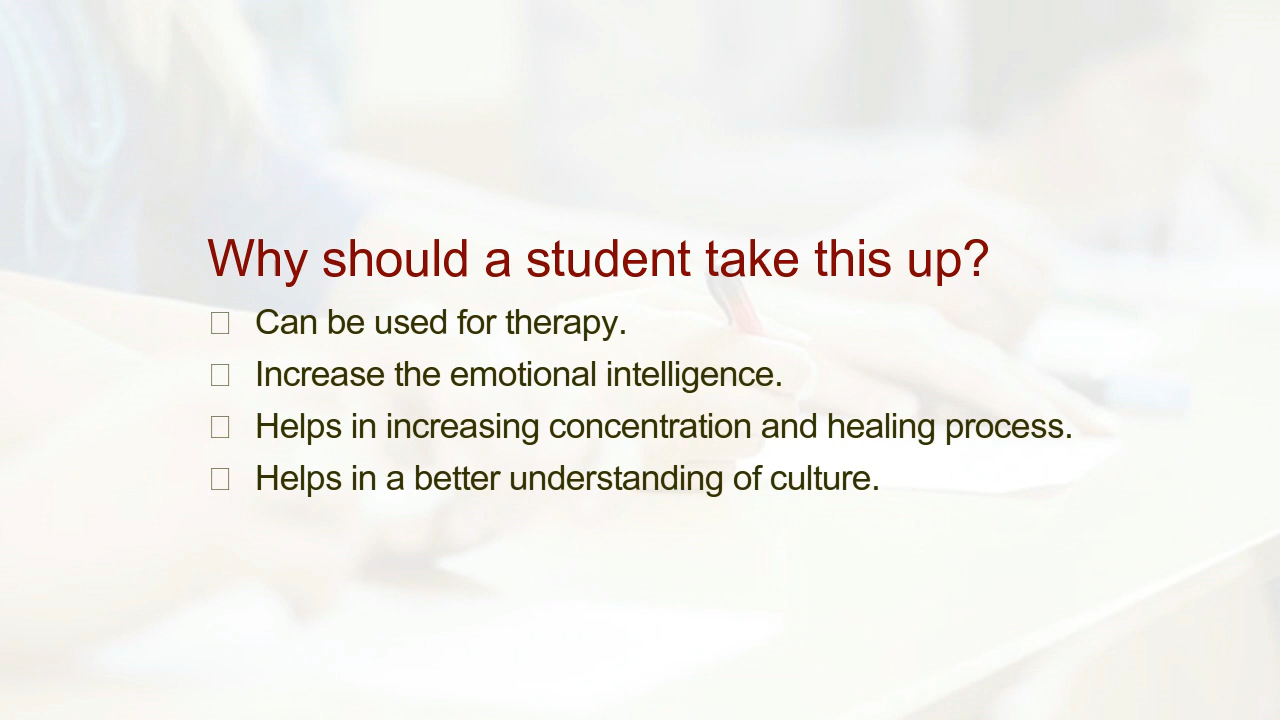 Why should a student take this up?
Can be used for therapy.
Increase the emotional intelligence.
Helps in increasing concentration and healing process.
Helps in a better understanding of culture.